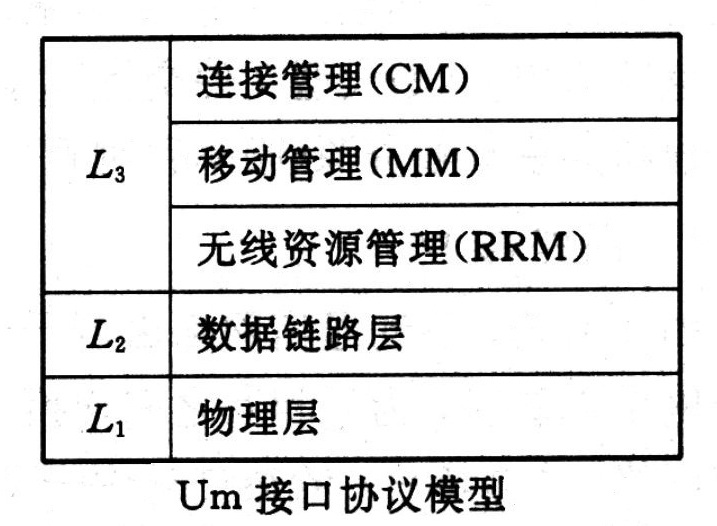 连接管理(CM)
L₃
移动管理(MM)
无线资源管理(RRM)
L₂ 数据链路层
L₁ 物理层
Um 接口协议模型